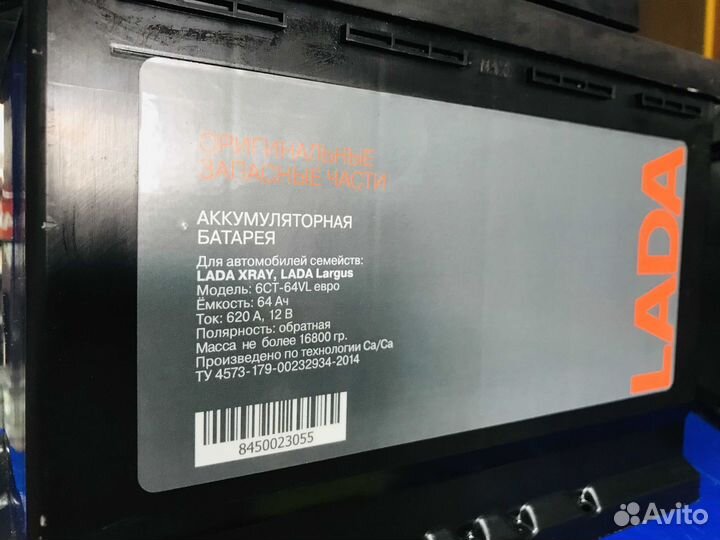 ОРИГИНАЛЬНЫЕ
ЗАПАСНЫЕ ЧАСТИ
АККУМУЛЯТОРНАЯ
БАТАРЕЯ
Для автомобилей семейств:
LADA XRAY, LADA Largus
Модель: 6СТ-64VL евро
Ёмкость: 64 Ач
Ток: 620 А, 12 В
Полярность: обратная
Масса не более 16800 гр.
Произведено по технологии Ca/Ca
ТУ 4573-179-00232934-2014
8450023055
LADA
Avito